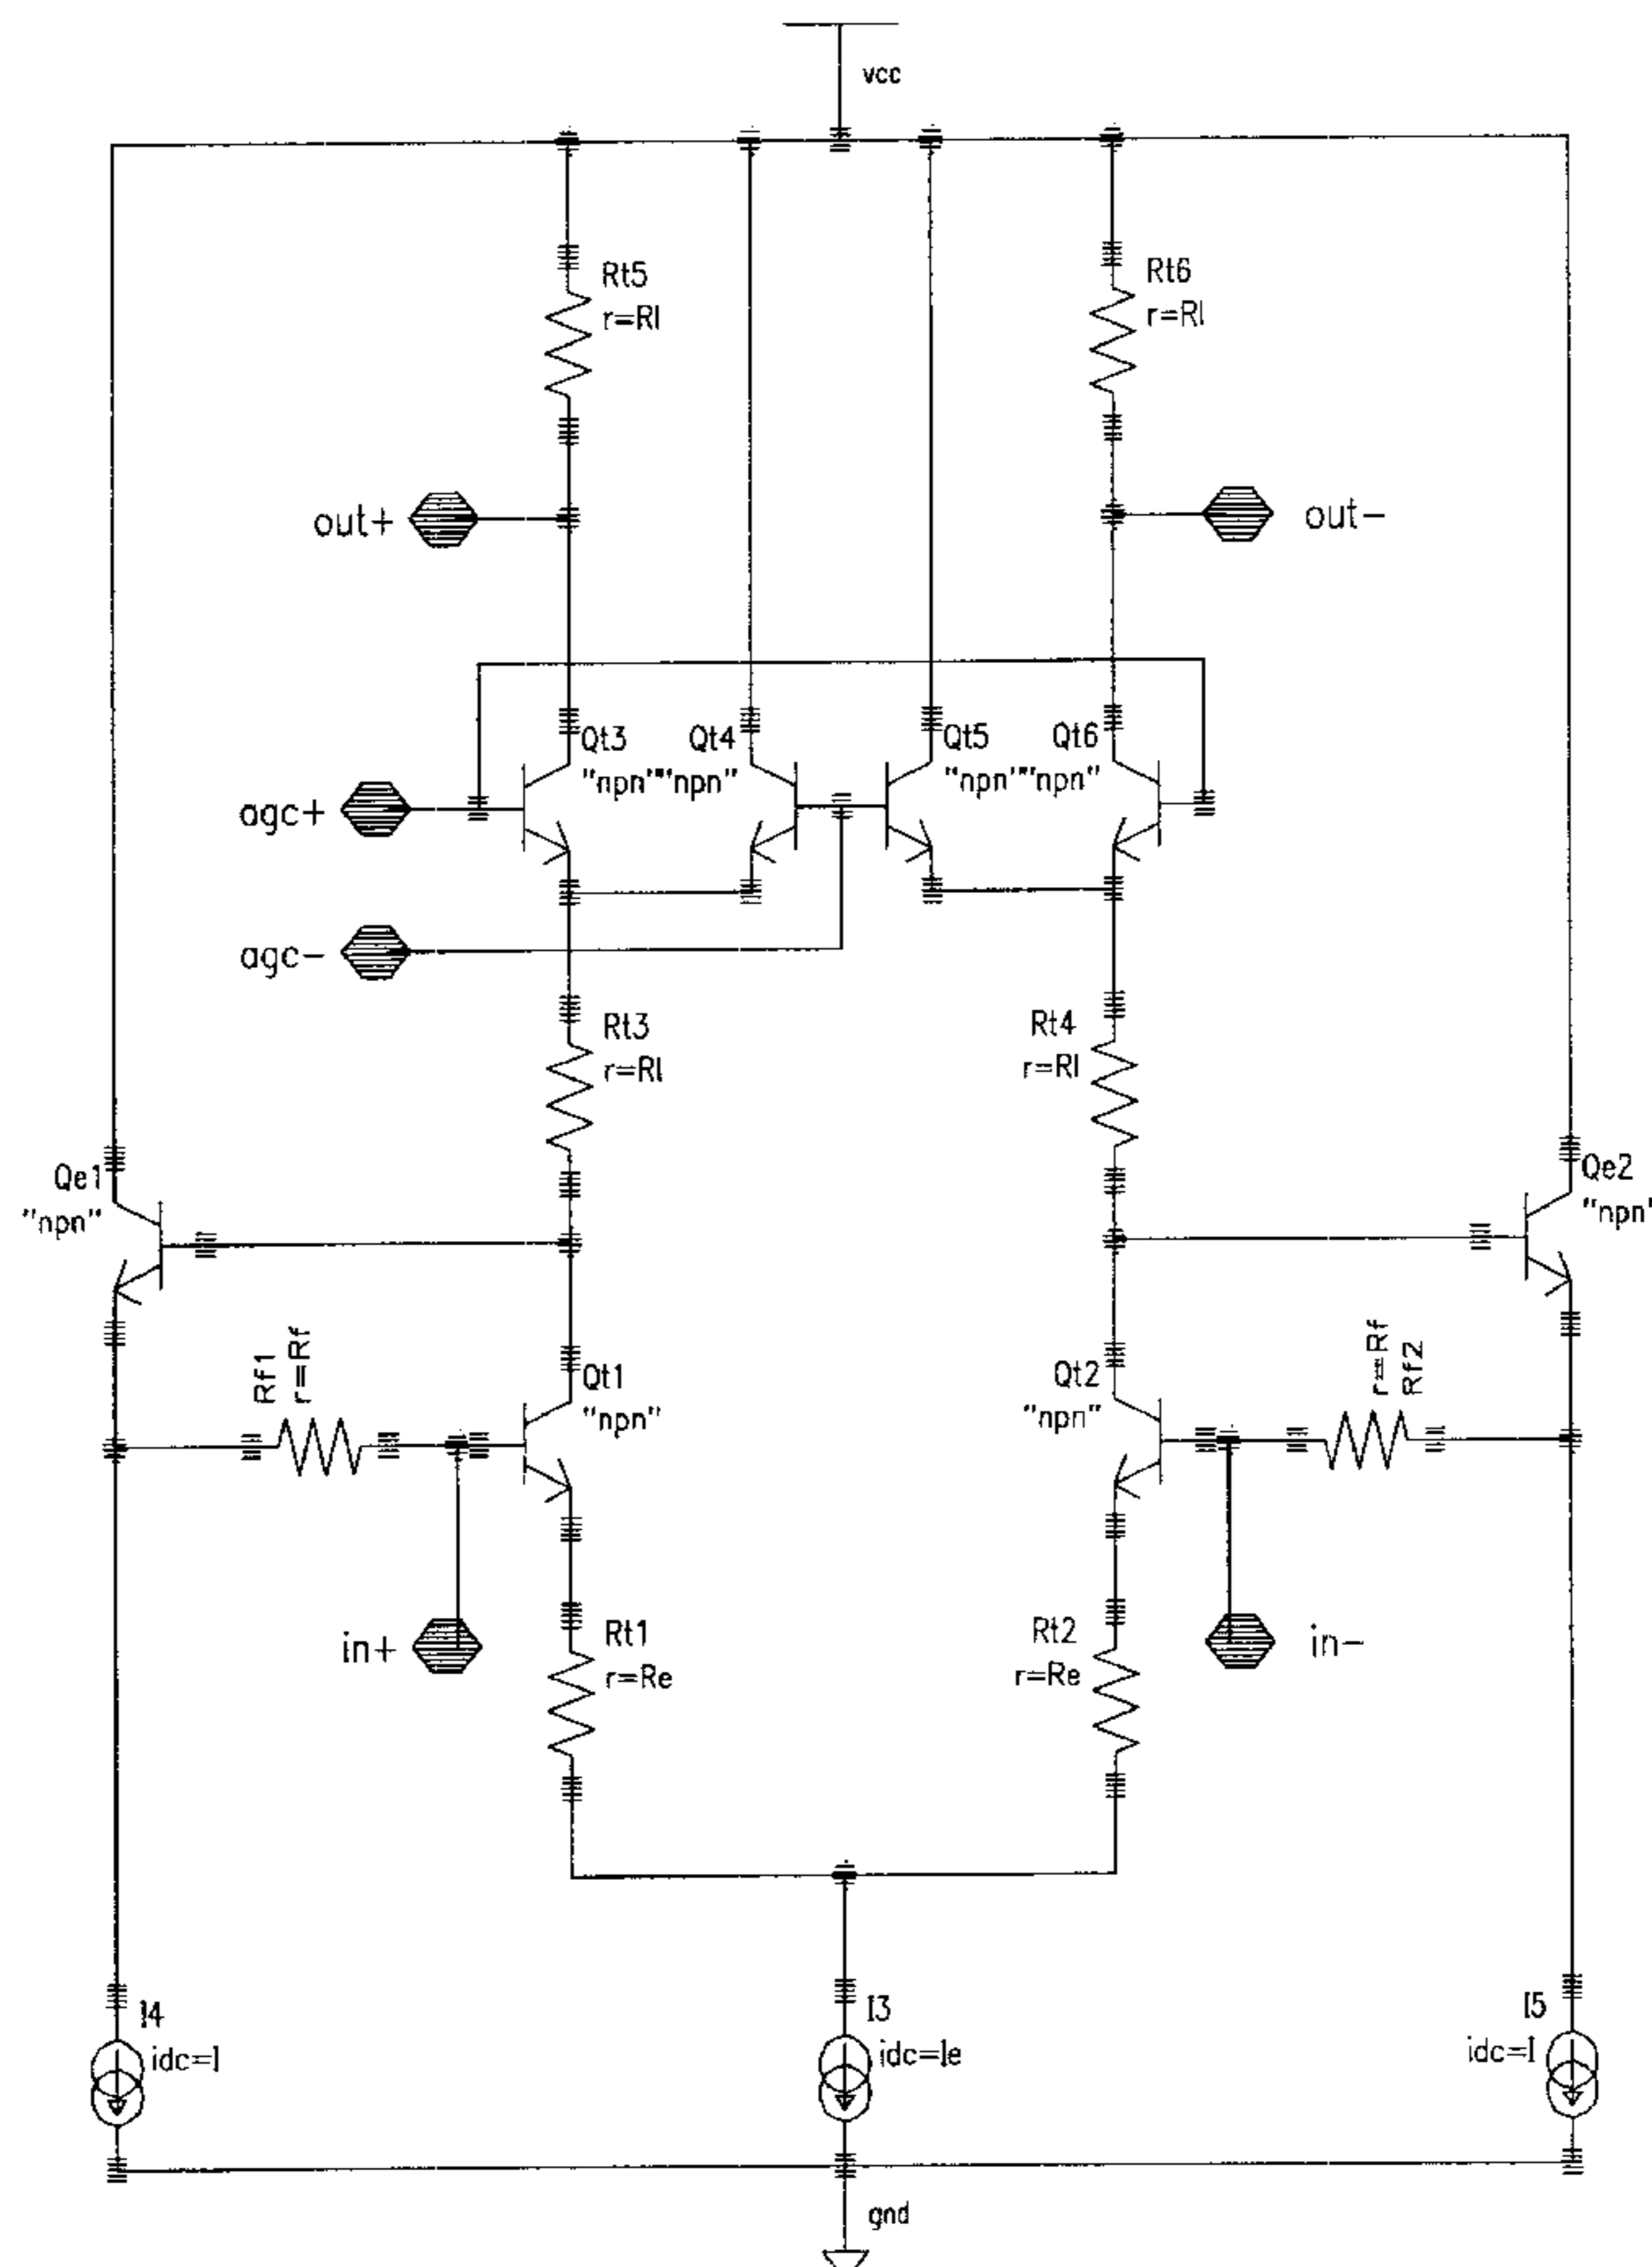 vcc
Rt5
r=Rl
Rt6
r=Rl
out+
out-
Qt3
"npn"
Qt4
"npn"
Qt5
"npn"
Qt6
"npn"
agc+
agc-
Rt3
r=Rl
Rt4
r=Rl
Qe1
"npn"
Qe2
"npn"
Rf1
r=Rf
Qt1
"npn"
Qt2
"npn"
r=Rf
Rf2
in+
Rt1
r=Re
Rt2
r=Re
in-
I4
idc=I
I3
idc=Ie
I5
idc=I
gnd